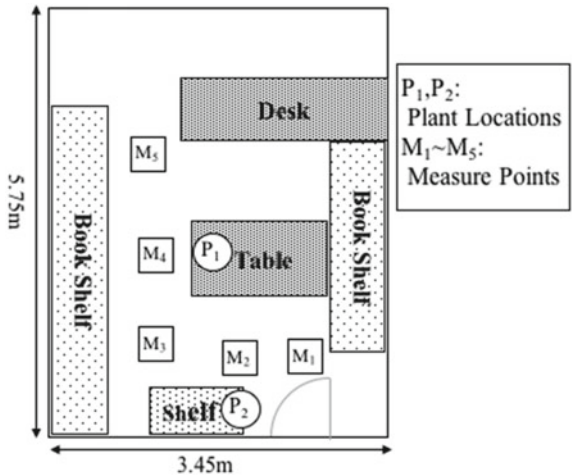 Desk
P₁,P₂:
Plant Locations
M₁~M₅:
Measure Points
M₅
5.75m
Book Shelf
M₄
P₁
Table
Book Shelf
M₃
M₂
M₁
Shelf
P₂
3.45m